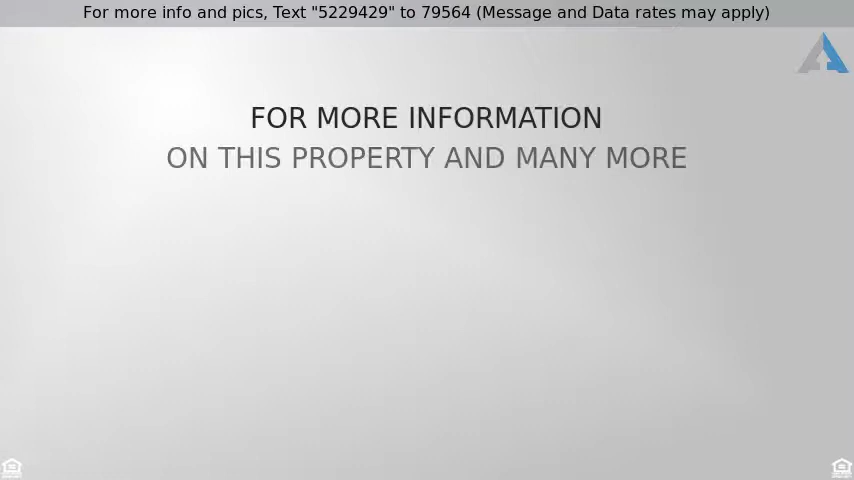 For more info and pics, Text "5229429" to 79564 (Message and Data rates may apply)
FOR MORE INFORMATION
ON THIS PROPERTY AND MANY MORE